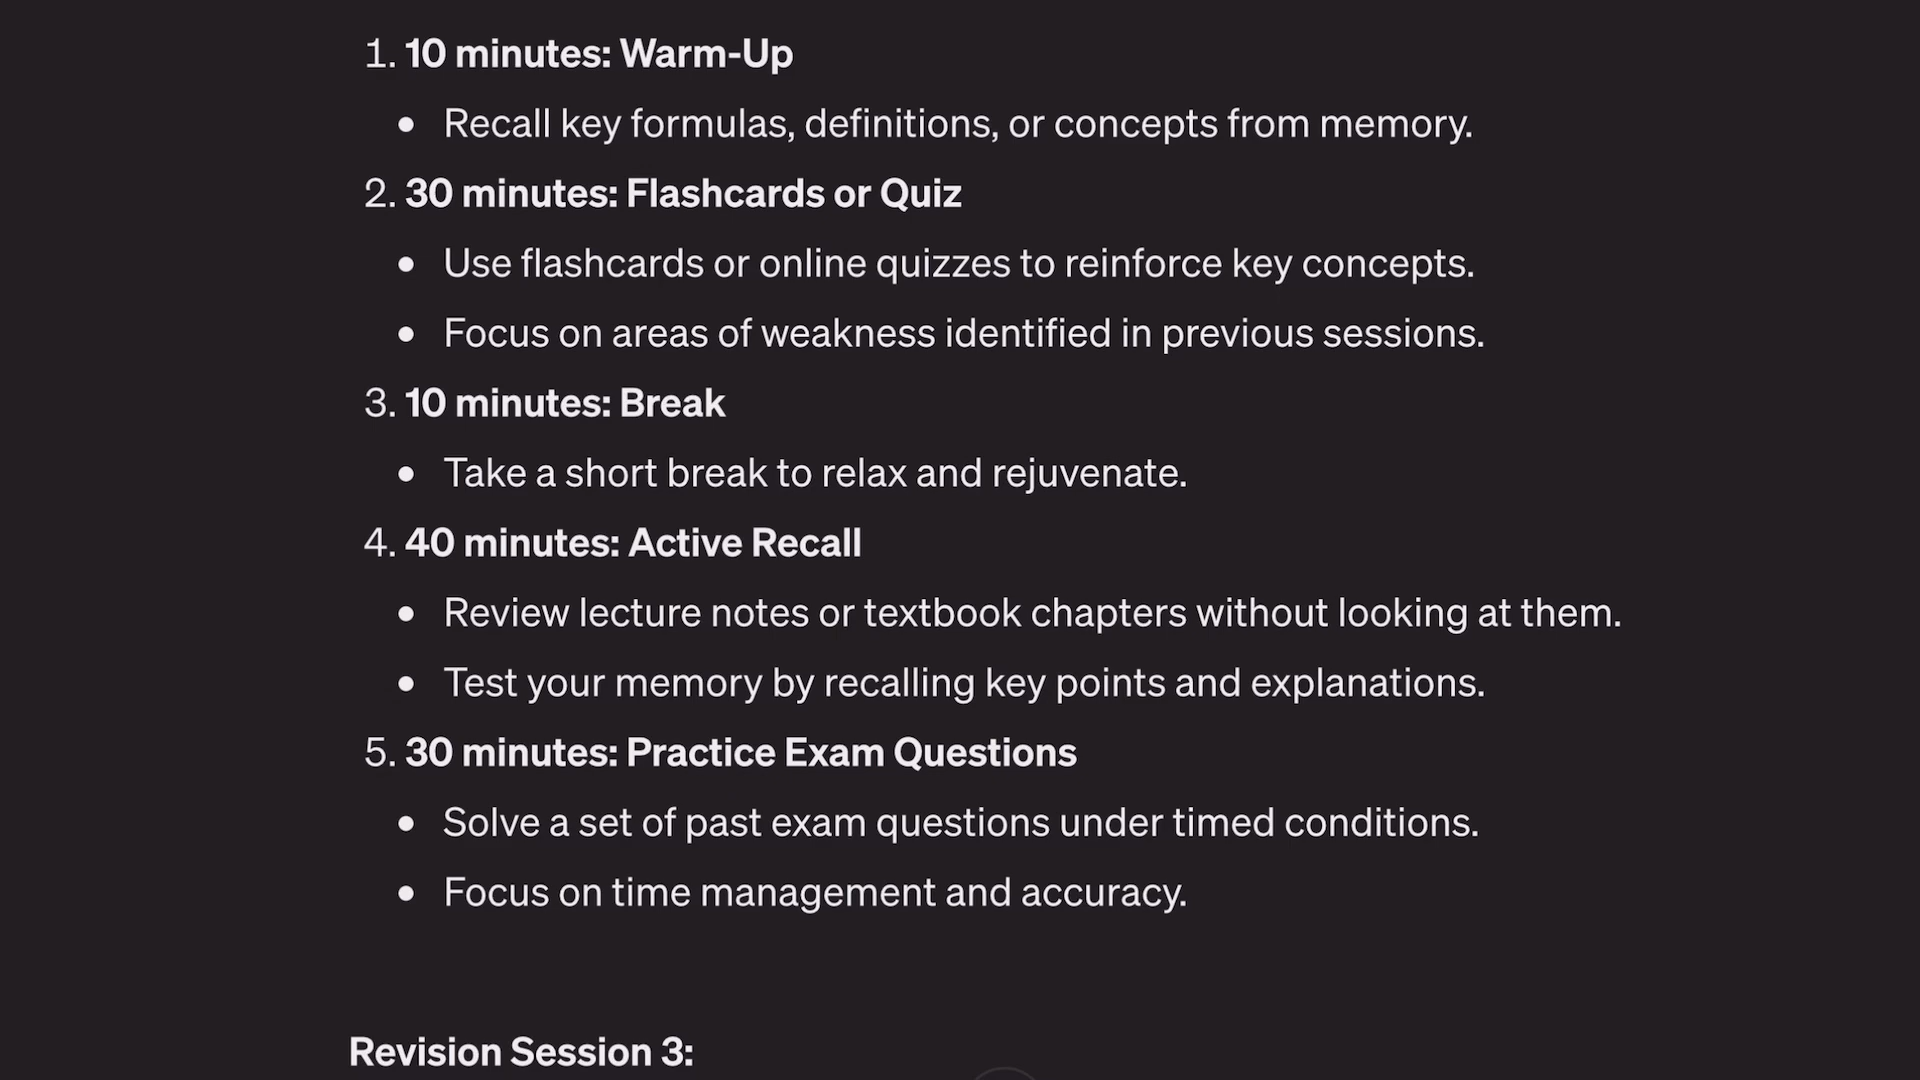 1. 10 minutes: Warm-Up
• Recall key formulas, definitions, or concepts from memory.
2. 30 minutes: Flashcards or Quiz
• Use flashcards or online quizzes to reinforce key concepts.
• Focus on areas of weakness identified in previous sessions.
3. 10 minutes: Break
• Take a short break to relax and rejuvenate.
4. 40 minutes: Active Recall
• Review lecture notes or textbook chapters without looking at them.
• Test your memory by recalling key points and explanations.
5. 30 minutes: Practice Exam Questions
• Solve a set of past exam questions under timed conditions.
• Focus on time management and accuracy.
Revision Session 3: